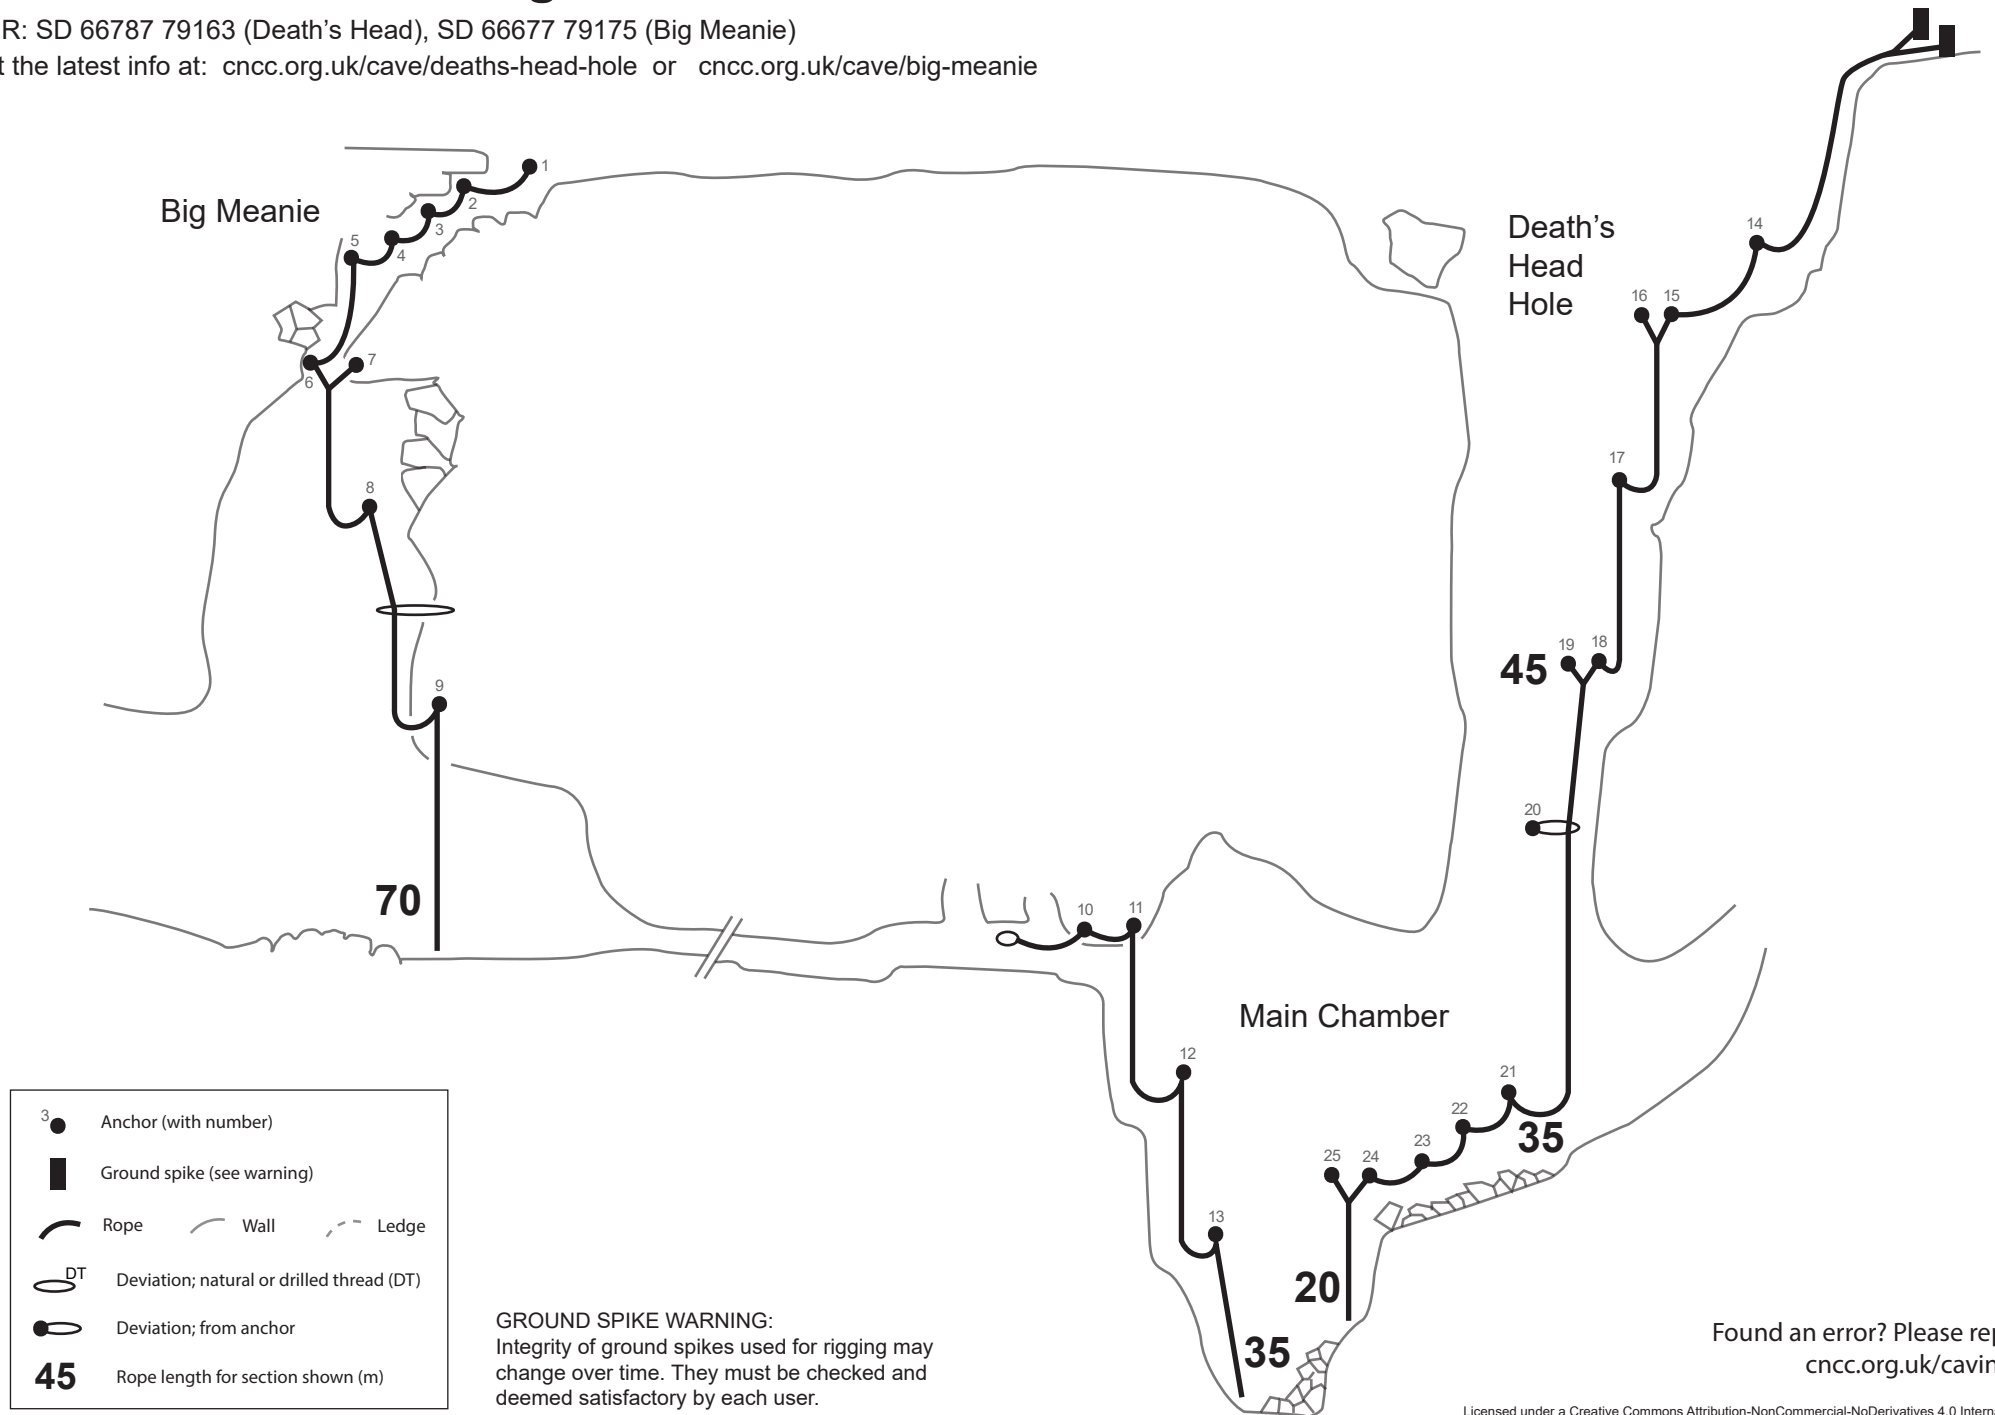 R: SD 66787 79163 (Death's Head), SD 66677 79175 (Big Meanie)
t the latest info at: cncc.org.uk/cave/deaths-head-hole or cncc.org.uk/cave/big-meanie
1
2
3
4
5
6
7
8
9
Big Meanie
70
Death's
Head
Hole
14
16 15
17
19 18
45
20
10 11
Main Chamber
12
21
22
35
23
25 24
13
20
35
3
Anchor (with number)
Ground spike (see warning)
Rope Wall Ledge
DT
Deviation; natural or drilled thread (DT)
Deviation; from anchor
45 Rope length for section shown (m)
GROUND SPIKE WARNING:
Integrity of ground spikes used for rigging may
change over time. They must be checked and
deemed satisfactory by each user.
Found an error? Please rep
cncc.org.uk/cavin
Licensed under a Creative Commons Attribution-NonCommercial-NoDerivatives 4.0 Interna